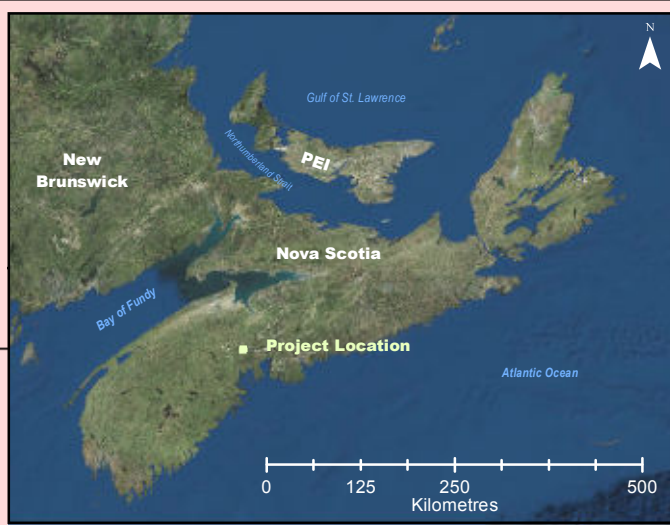 N
Gulf of St. Lawrence
Northumberland Strait
PEI
New
Brunswick
Nova Scotia
Bay of Fundy
Project Location
Atlantic Ocean
0 125 250 500
Kilometres